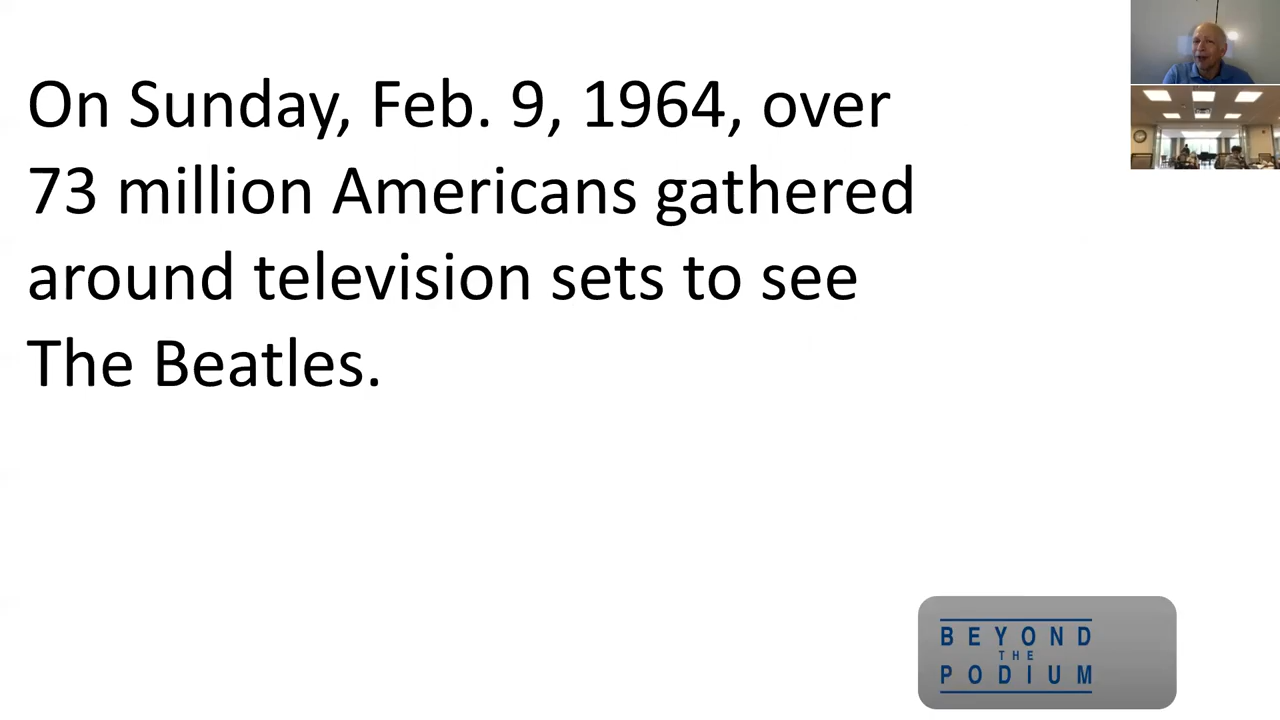 On Sunday, Feb. 9, 1964, over
73 million Americans gathered
around television sets to see
The Beatles.
BEYOND
THE
PODIUM